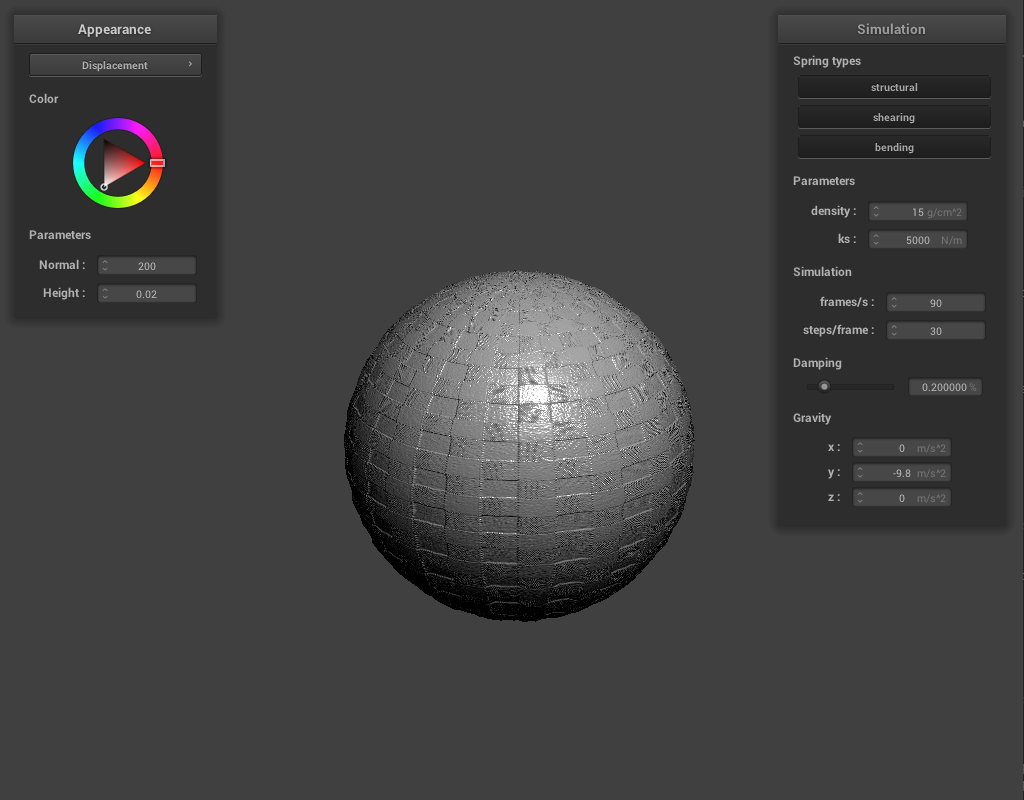 Appearance
Displacement
Color
Parameters
Normal : 200
Height : 0.02
Simulation
Spring types
structural
shearing
bending
Parameters
density : 15 g/cm^2
ks : 5000 N/m
Simulation
frames/s : 90
steps/frame : 30
Damping
0.200000 %
Gravity
x : 0 m/s^2
y : -9.8 m/s^2
z : 0 m/s^2